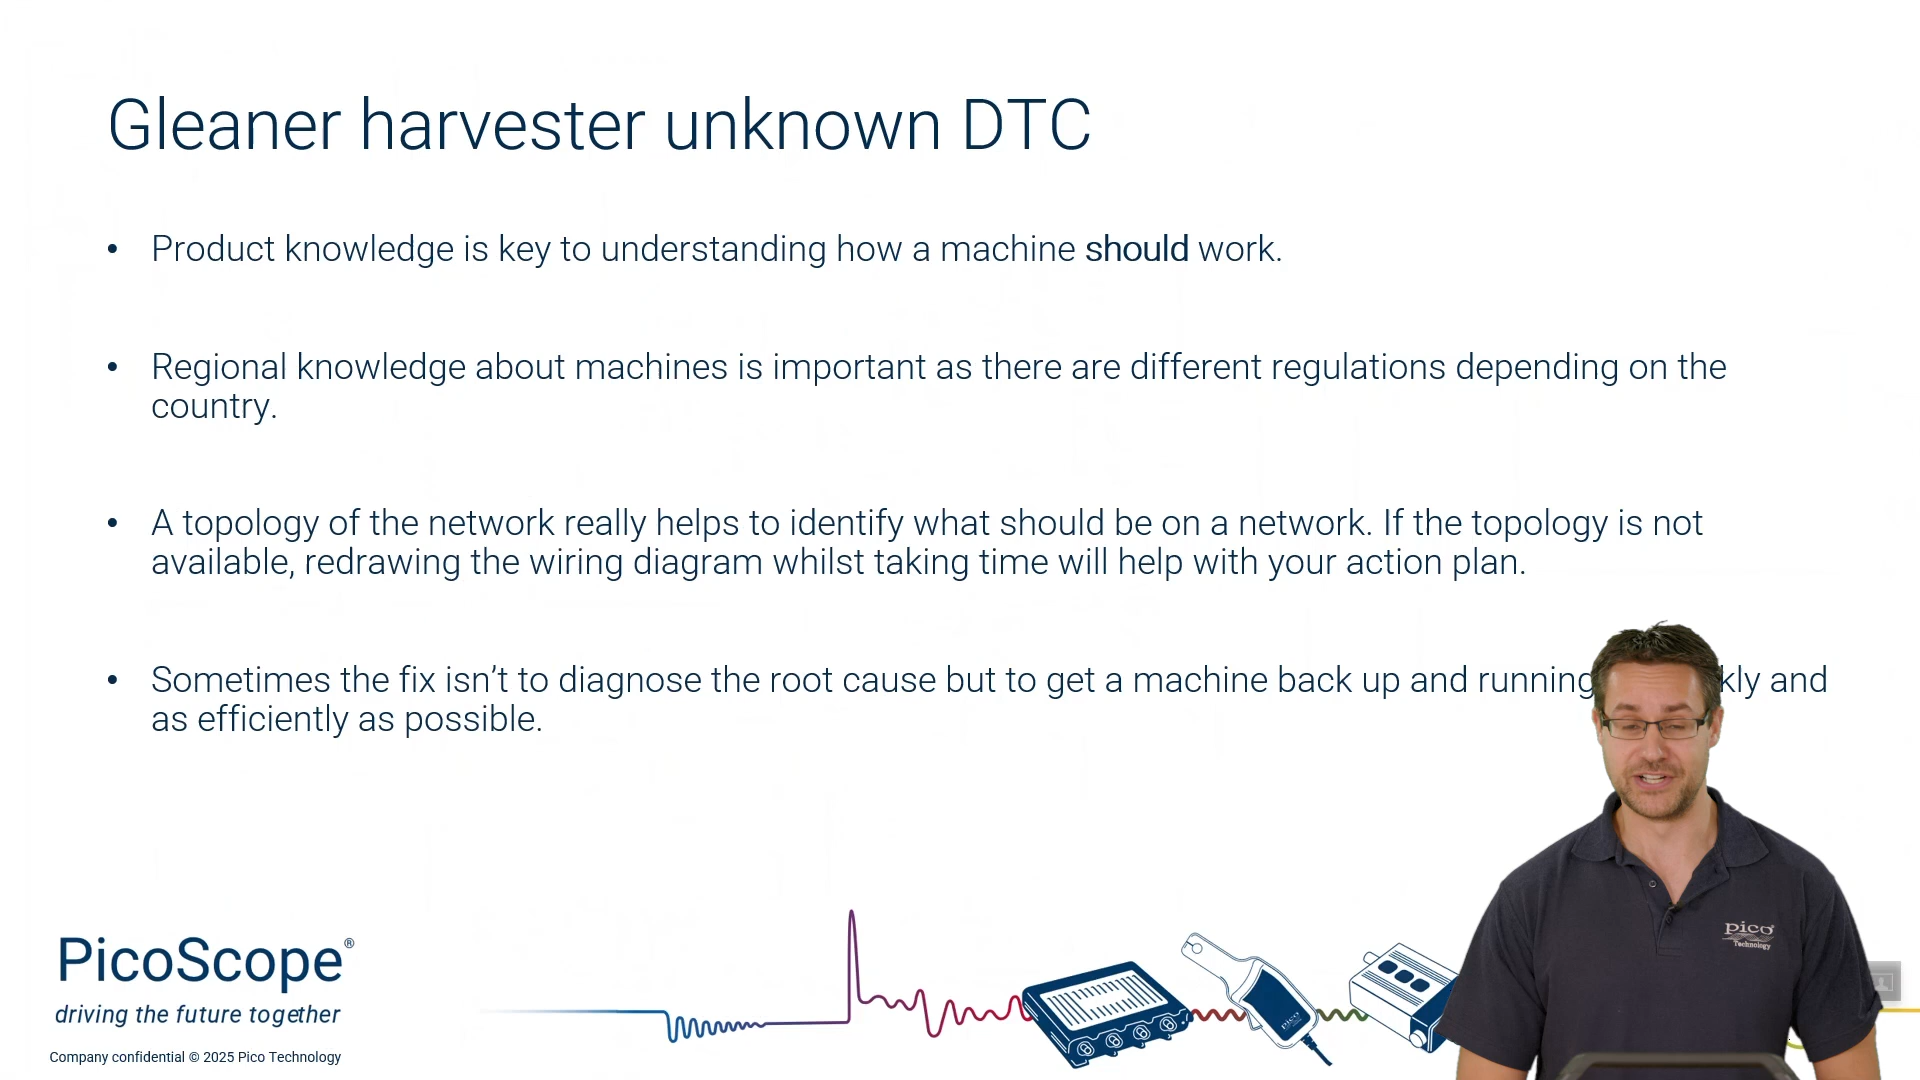 Gleaner harvester unknown DTC
• Product knowledge is key to understanding how a machine should work.
• Regional knowledge about machines is important as there are different regulations depending on the
country.
• A topology of the network really helps to identify what should be on a network. If the topology is not
available, redrawing the wiring diagram whilst taking time will help with your action plan.
• Sometimes the fix isn’t to diagnose the root cause but to get a machine back up and running and
as efficiently as possible.
PicoScope®
driving the future together
Company confidential © 2025 Pico Technology
pico
Technology
pico